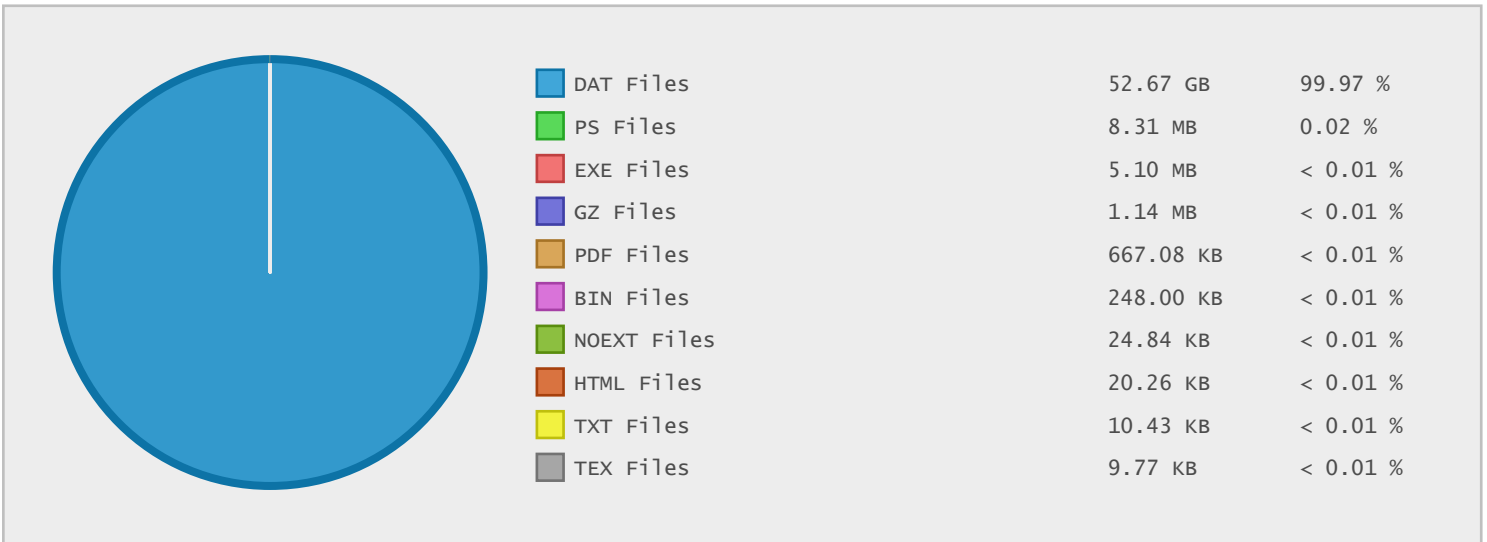 DAT Files 52.67 GB 99.97 %
PS Files 8.31 MB 0.02 %
EXE Files 5.10 MB < 0.01 %
GZ Files 1.14 MB < 0.01 %
PDF Files 667.08 KB < 0.01 %
BIN Files 248.00 KB < 0.01 %
NOEXT Files 24.84 KB < 0.01 %
HTML Files 20.26 KB < 0.01 %
TXT Files 10.43 KB < 0.01 %
TEX Files 9.77 KB < 0.01 %